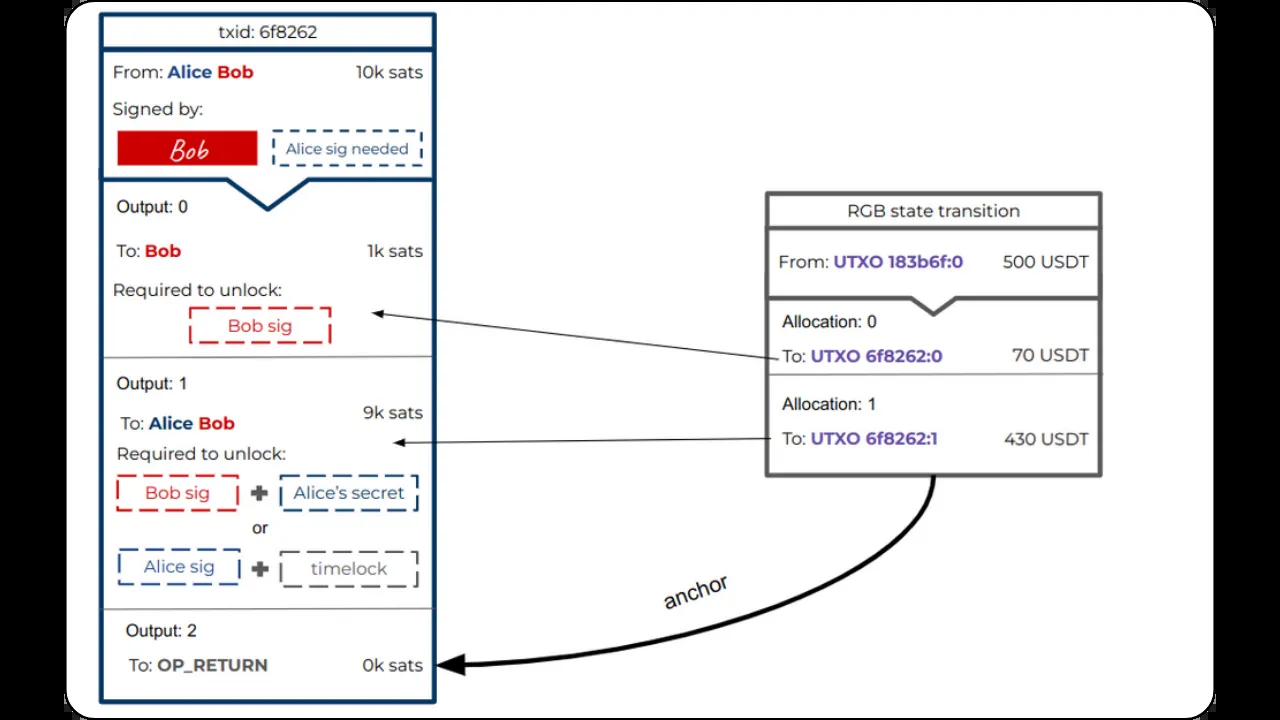 txid: 6f8262
From: Alice Bob 10k sats
Signed by:
Bob Alice sig needed
Output: 0
To: Bob 1k sats
Required to unlock:
Bob sig
Output: 1
To: Alice Bob 9k sats
Required to unlock:
Bob sig + Alice's secret
or
Alice sig + timelock
Output: 2
To: OP_RETURN 0k sats
RGB state transition
From: UTXO 183b6f:0 500 USDT
Allocation: 0
To: UTXO 6f8262:0 70 USDT
Allocation: 1
To: UTXO 6f8262:1 430 USDT
anchor